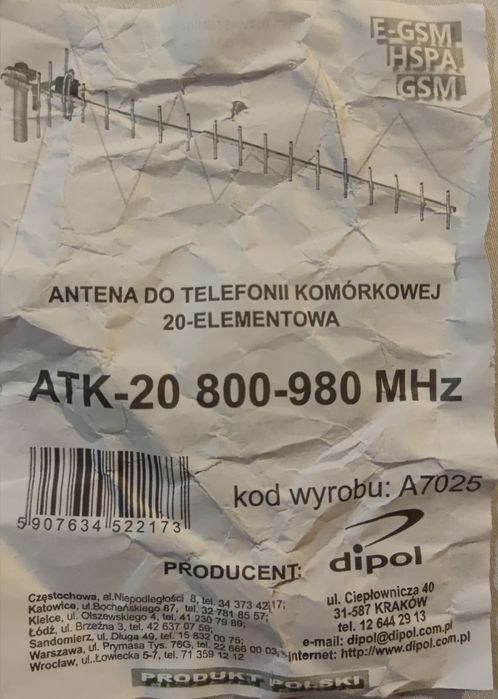 E-GSM
HSPA
GSM
ANTENA DO TELEFONII KOMÓRKOWEJ
20-ELEMENTOWA
ATK-20 800-980 MHz
5 907634 522173
kod wyrobu: A7025
dipol
PRODUCENT:
ul. Ciepłownicza 40
31-587 KRAKÓW
tel. 12 644 29 13
e-mail: dipol@dipol.com.pl
internet: http://www.dipol.com.pl
Częstochowa, al.Niepodległości 8, tel. 34 373 42 17;
Katowice, ul.Bocheńskiego 87, tel. 32 781 85 57;
Kielce, ul. Olszewskiego 4, tel. 41 230 79 89;
Łódź, ul. Brzeźna 3, tel. 42 637 07 59;
Sandomierz, ul. Długa 49, tel. 15 832 00 75;
Warszawa, ul. Prymasa Tys. 76G, tel. 22 666 00 03;
Wrocław, ul..Łowiecka 5-7, tel. 71 359 12 12
PRODUKT POLSKI